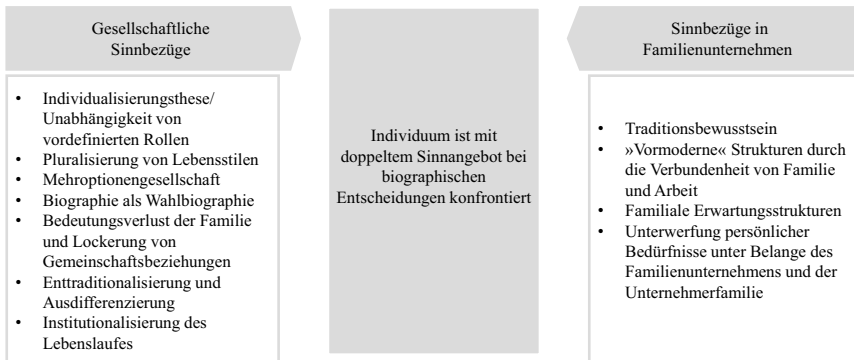 Gesellschaftliche
Sinnbezüge
• Individualisierungsthese/
Unabhängigkeit von
vordefinierten Rollen
• Pluralisierung von Lebensstilen
• Mehroptionengesellschaft
• Biographie als Wahlbiographie
• Bedeutungsverlust der Familie
und Lockerung von
Gemeinschaftsbeziehungen
• Enttraditionalisierung und
Ausdifferenzierung
• Institutionalisierung des
Lebenslaufes
Individuum ist mit
doppeltem Sinnangebot bei
biographischen
Entscheidungen konfrontiert
Sinnbezüge in
Familienunternehmen
• Traditionsbewusstsein
• »Vormoderne« Strukturen durch
die Verbundenheit von Familie
und Arbeit
• Familiale Erwartungsstrukturen
• Unterwerfung persönlicher
Bedürfnisse unter Belange des
Familienunternehmens und der
Unternehmerfamilie